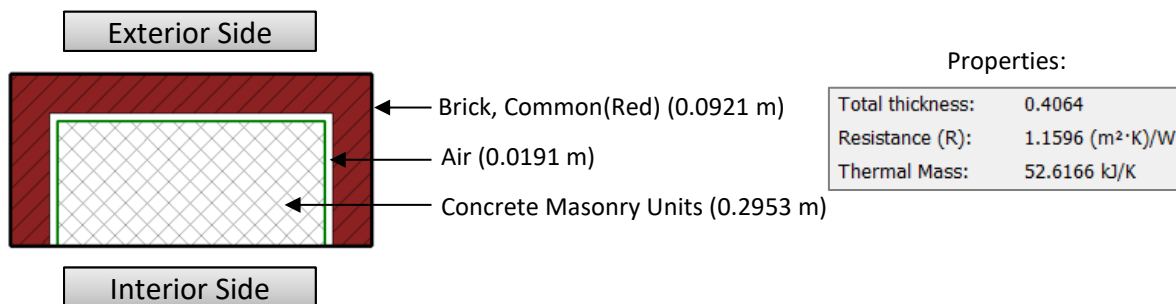 Exterior Side
Brick, Common(Red) (0.0921 m)
Air (0.0191 m)
Concrete Masonry Units (0.2953 m)
Interior Side
Properties:
Total thickness: 0.4064
Resistance (R): 1.1596 (m²·K)/W
Thermal Mass: 52.6166 kJ/K